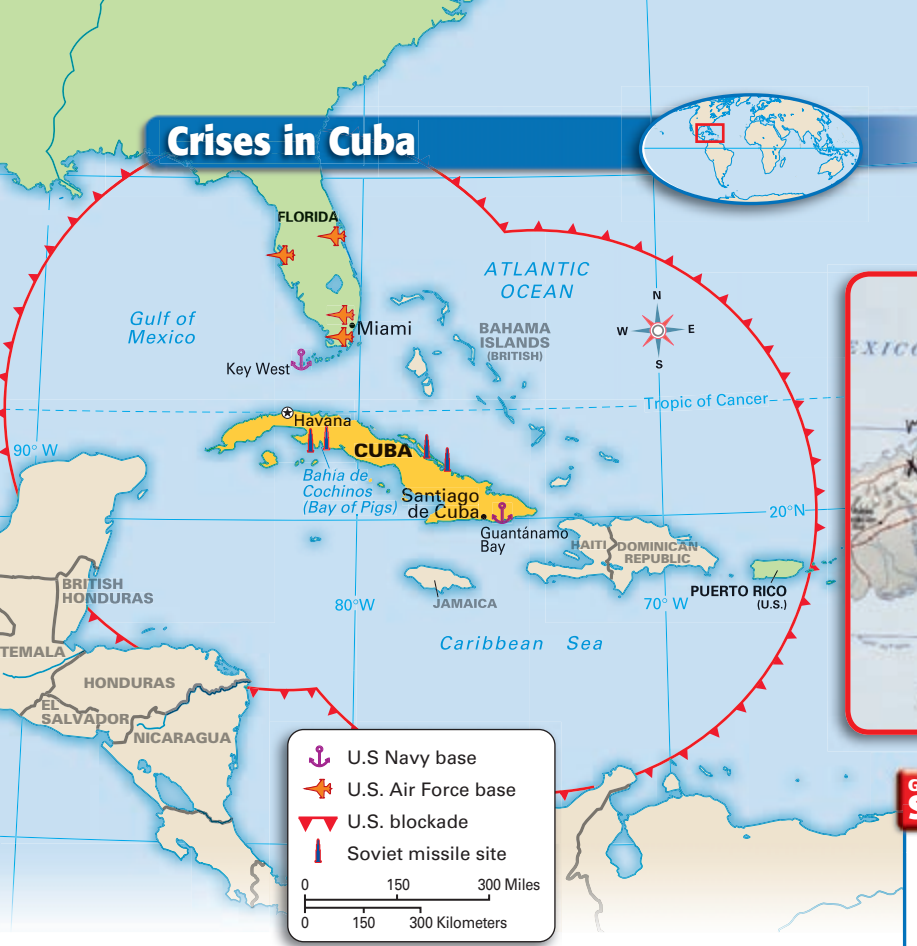 Crises in Cuba
FLORIDA
ATLANTIC
OCEAN
Gulf of
Mexico
Miami
BAHAMA
ISLANDS
(BRITISH)
N
W
E
S
Key West
Tropic of Cancer
Havana
90° W
CUBA
Bahia de
Cochinos
(Bay of Pigs)
Santiago
de Cuba
20°N
Guantánamo
Bay
HAITI
DOMINICAN
REPUBLIC
BRITISH
HONDURAS
80°W
JAMAICA
70° W
PUERTO RICO
(U.S.)
TEMALA
Caribbean Sea
HONDURAS
EL
SALVADOR
NICARAGUA
U.S Navy base
U.S. Air Force base
U.S. blockade
Soviet missile site
0 150 300 Miles
0 150 300 Kilometers
EXICO